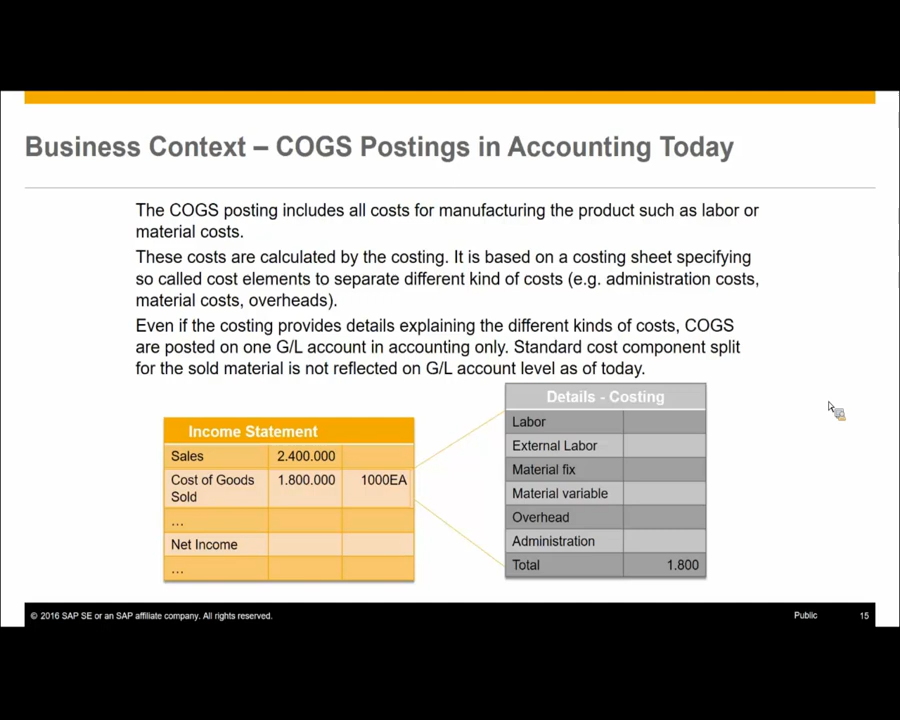 Business Context – COGS Postings in Accounting Today
The COGS posting includes all costs for manufacturing the product such as labor or
material costs.
These costs are calculated by the costing. It is based on a costing sheet specifying
so called cost elements to separate different kind of costs (e.g. administration costs,
material costs, overheads).
Even if the costing provides details explaining the different kinds of costs, COGS
are posted on one G/L account in accounting only. Standard cost component split
for the sold material is not reflected on G/L account level as of today.
Income Statement
Sales 2.400.000
Cost of Goods 1.800.000 1000EA
Sold
...
Net Income
...
Details - Costing
Labor
External Labor
Material fix
Material variable
Overhead
Administration
Total 1.800
© 2016 SAP SE or an SAP affiliate company. All rights reserved. Public 15